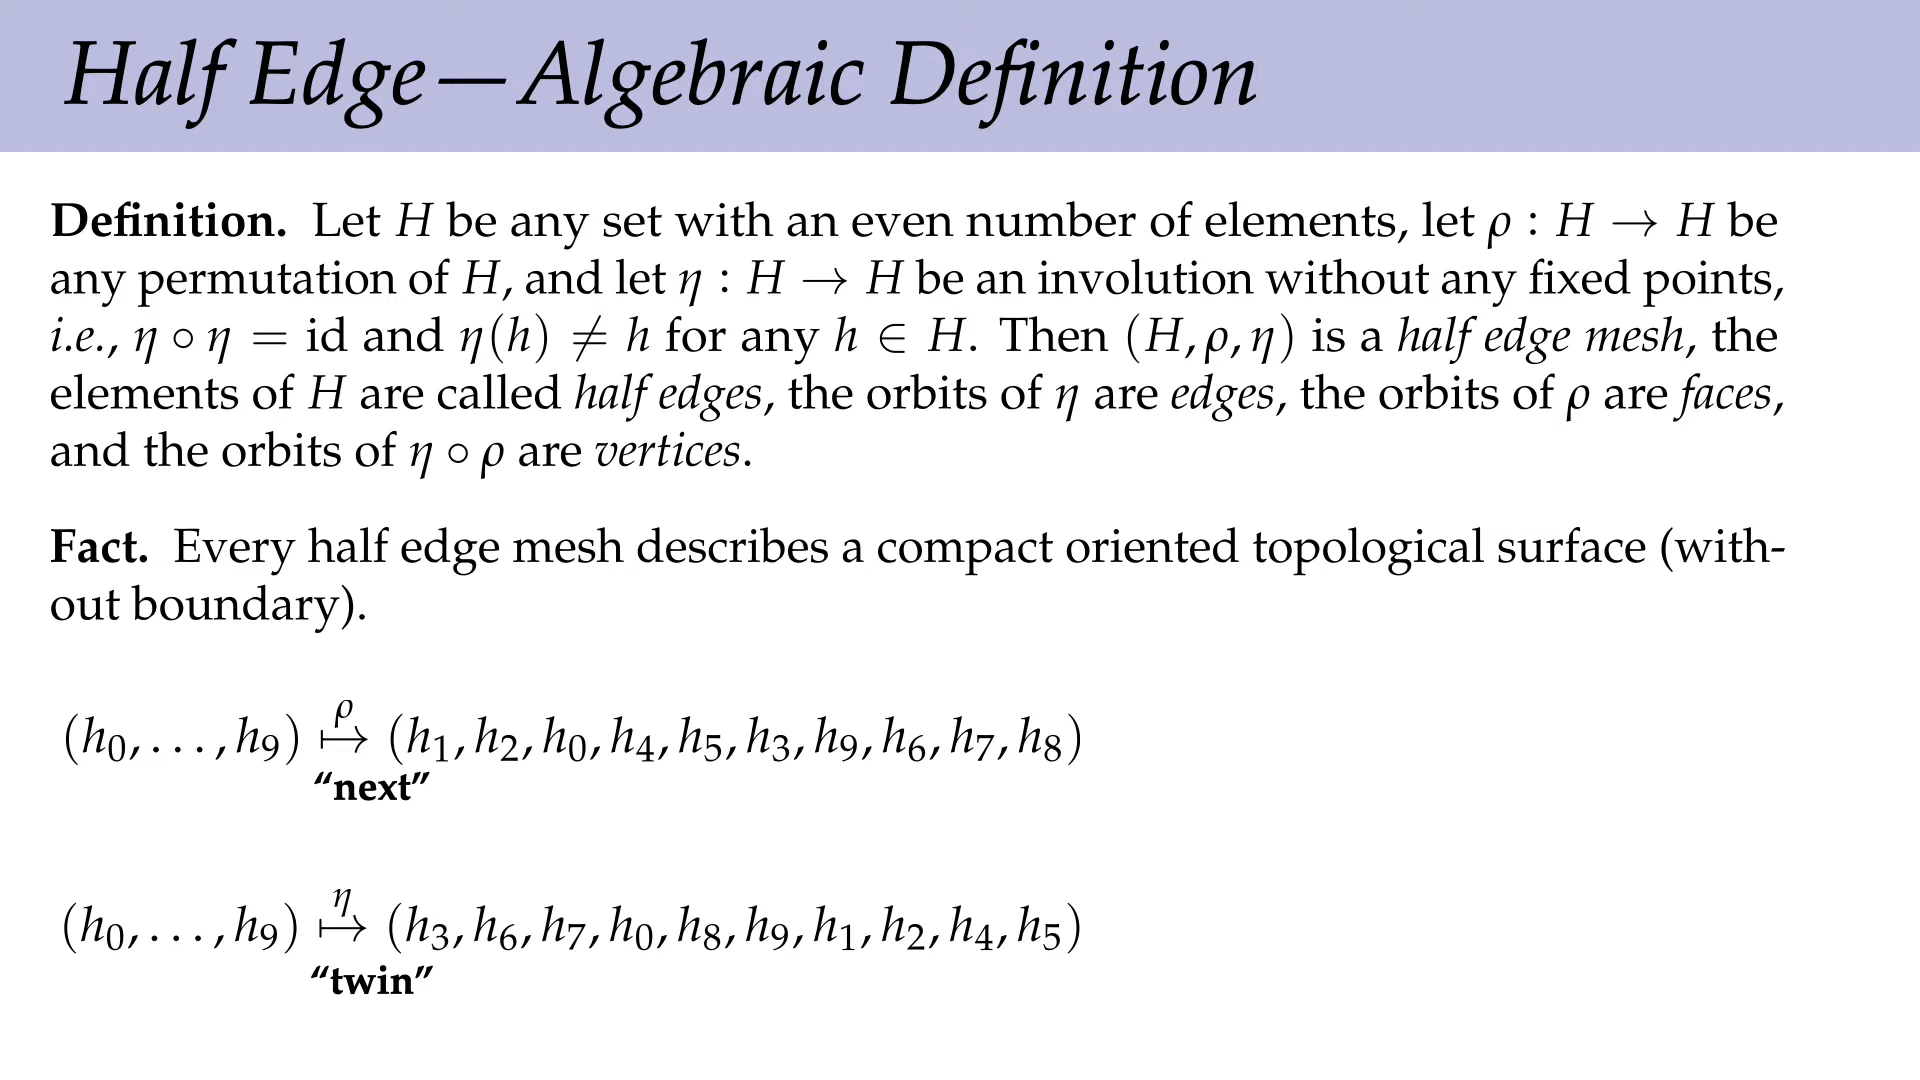 Half Edge—Algebraic Definition
Definition. Let H be any set with an even number of elements, let ρ : H → H be
any permutation of H, and let η : H → H be an involution without any fixed points,
i.e., η ∘ η = id and η(h) ≠ h for any h ∈ H. Then (H, ρ, η) is a half edge mesh, the
elements of H are called half edges, the orbits of η are edges, the orbits of ρ are faces,
and the orbits of η ∘ ρ are vertices.
Fact. Every half edge mesh describes a compact oriented topological surface (with-
out boundary).
ρ
(h₀, . . . , h₉) ↦ (h₁, h₂, h₀, h₄, h₅, h₃, h₉, h₆, h₇, h₈)
“next”
η
(h₀, . . . , h₉) ↦ (h₃, h₆, h₇, h₀, h₈, h₉, h₁, h₂, h₄, h₅)
“twin”